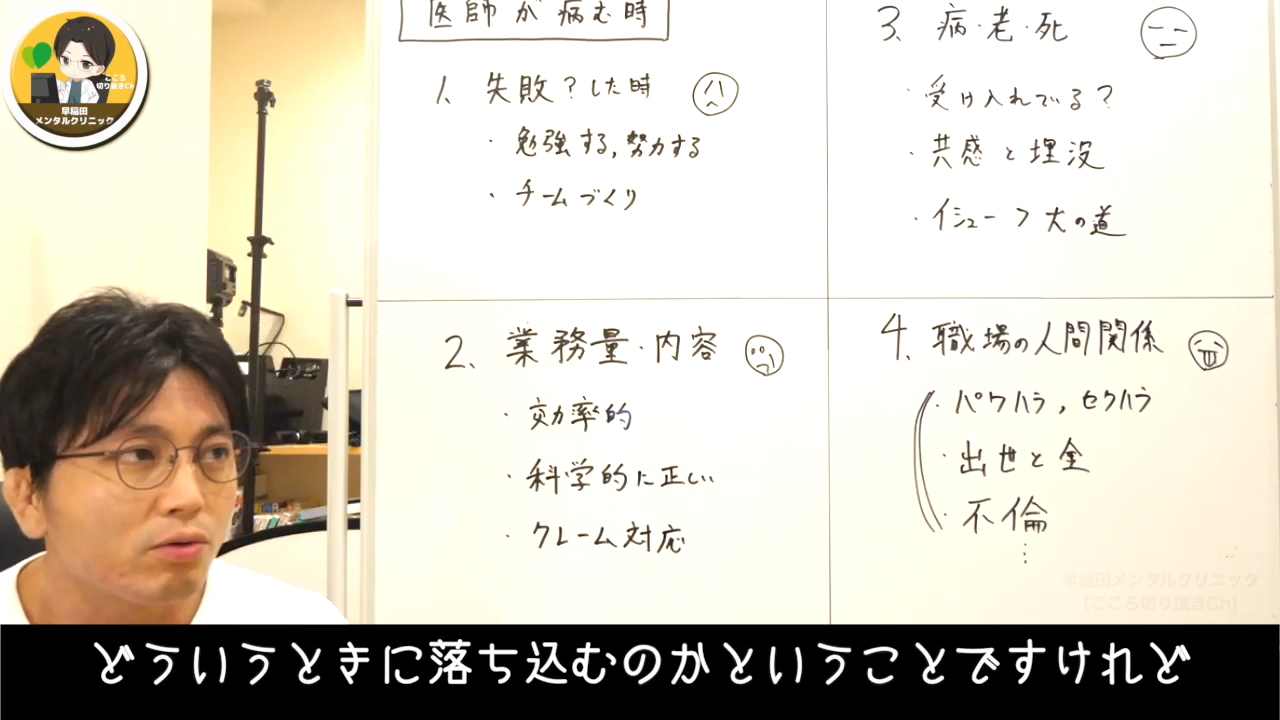 こころ
切り抜きCh
早稲田
メンタルクリニック
医師が病む時
1. 失敗?した時
・勉強する,努力する
・チームづくり
2. 業務量・内容
・効率的
・科学的に正しい
・クレーム対応
3. 病・老・死
・受け入れている?
・共感と埋没
・イシュー 犬の道
4. 職場の人間関係
・パワハラ,セクハラ
・出世と金
・不倫
早稲田メンタルクリニック
「こころ切り抜きCh」
どういうときに落ち込むのかということですけれど